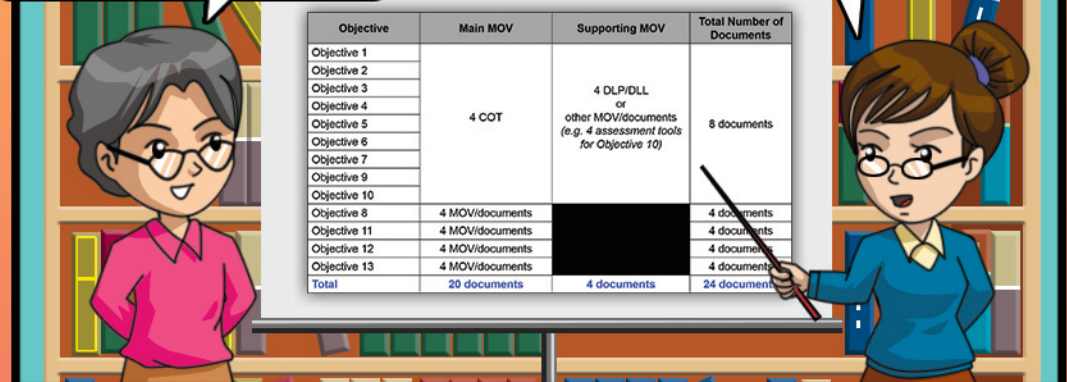 Objective Main MOV Supporting MOV Total Number of
Documents
Objective 1
Objective 2
Objective 3
Objective 4
Objective 5
Objective 6
Objective 7
Objective 9
Objective 10
4 COT
4 DLP/DLL
or
other MOV/documents
(e.g. 4 assessment tools
for Objective 10)
8 documents
Objective 8 4 MOV/documents 4 documents
Objective 11 4 MOV/documents 4 documents
Objective 12 4 MOV/documents 4 documents
Objective 13 4 MOV/documents 4 documents
Total 20 documents 4 documents 24 documents